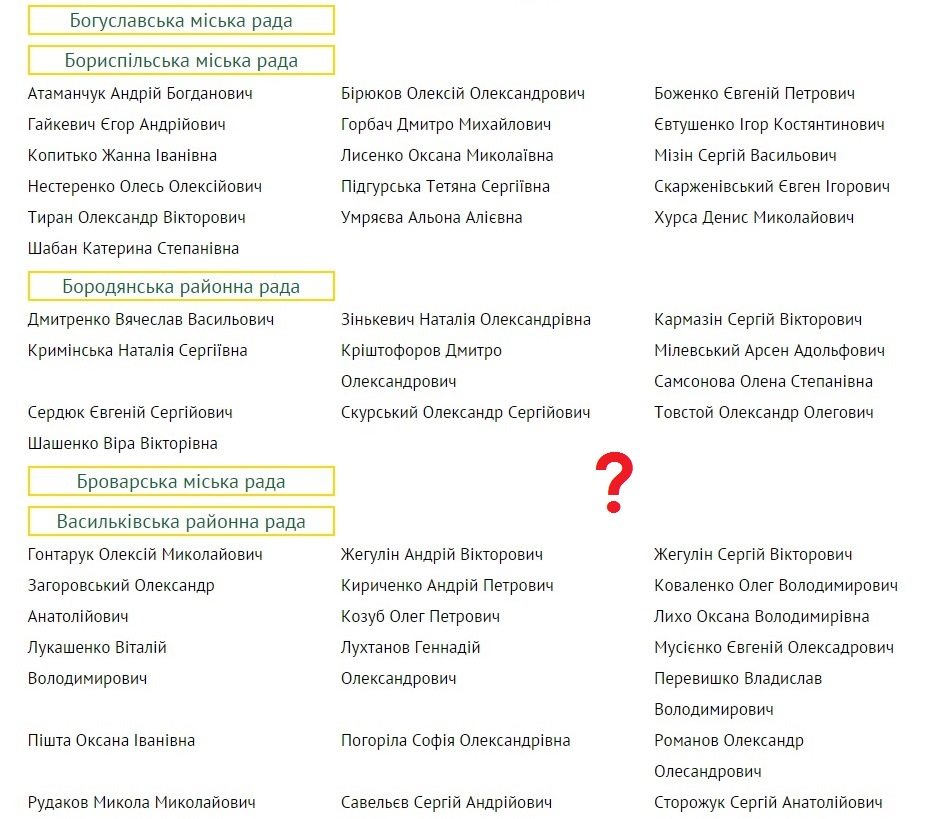 Богуславська міська рада
Бориспільська міська рада
Атаманчук Андрій Богданович Бірюков Олексій Олександрович Боженко Євгеній Петрович
Гайкевич Єгор Андрійович Горбач Дмитро Михайлович Євтушенко Ігор Костянтинович
Копитько Жанна Іванівна Лисенко Оксана Миколаївна Мізін Сергій Васильович
Нестеренко Олесь Олексійович Підгурська Тетяна Сергіївна Скарженівський Євген Ігорович
Тиран Олександр Вікторович Умряєва Альона Алієвна Хурса Денис Миколайович
Шабан Катерина Степанівна
Бородянська районна рада
Дмитренко Вячеслав Васильович Зінькевич Наталія Олександрівна Кармазін Сергій Вікторович
Кримінська Наталія Сергіївна Кріштофоров Дмитро Мілевський Арсен Адольфович
Олександрович Самсонова Олена Степанівна
Сердюк Євгеній Сергійович Скурський Олександр Сергійович Товстой Олександр Олегович
Шашенко Віра Вікторівна
Броварська міська рада
?
Васильківська районна рада
Гонтарук Олексій Миколайович Жегулін Андрій Вікторович Жегулін Сергій Вікторович
Загоровський Олександр Кириченко Андрій Петрович Коваленко Олег Володимирович
Анатолійович Козуб Олег Петрович Лихо Оксана Володимирівна
Лукашенко Віталій Лухтанов Геннадій Мусієнко Євгеній Олексадрович
Володимирович Олександрович Перевишко Владислав
Володимирович
Пішта Оксана Іванівна Погоріла Софія Олександрівна Романов Олександр
Олесандрович
Рудаков Микола Миколайович Савельєв Сергій Андрійович Сторожук Сергій Анатолійович